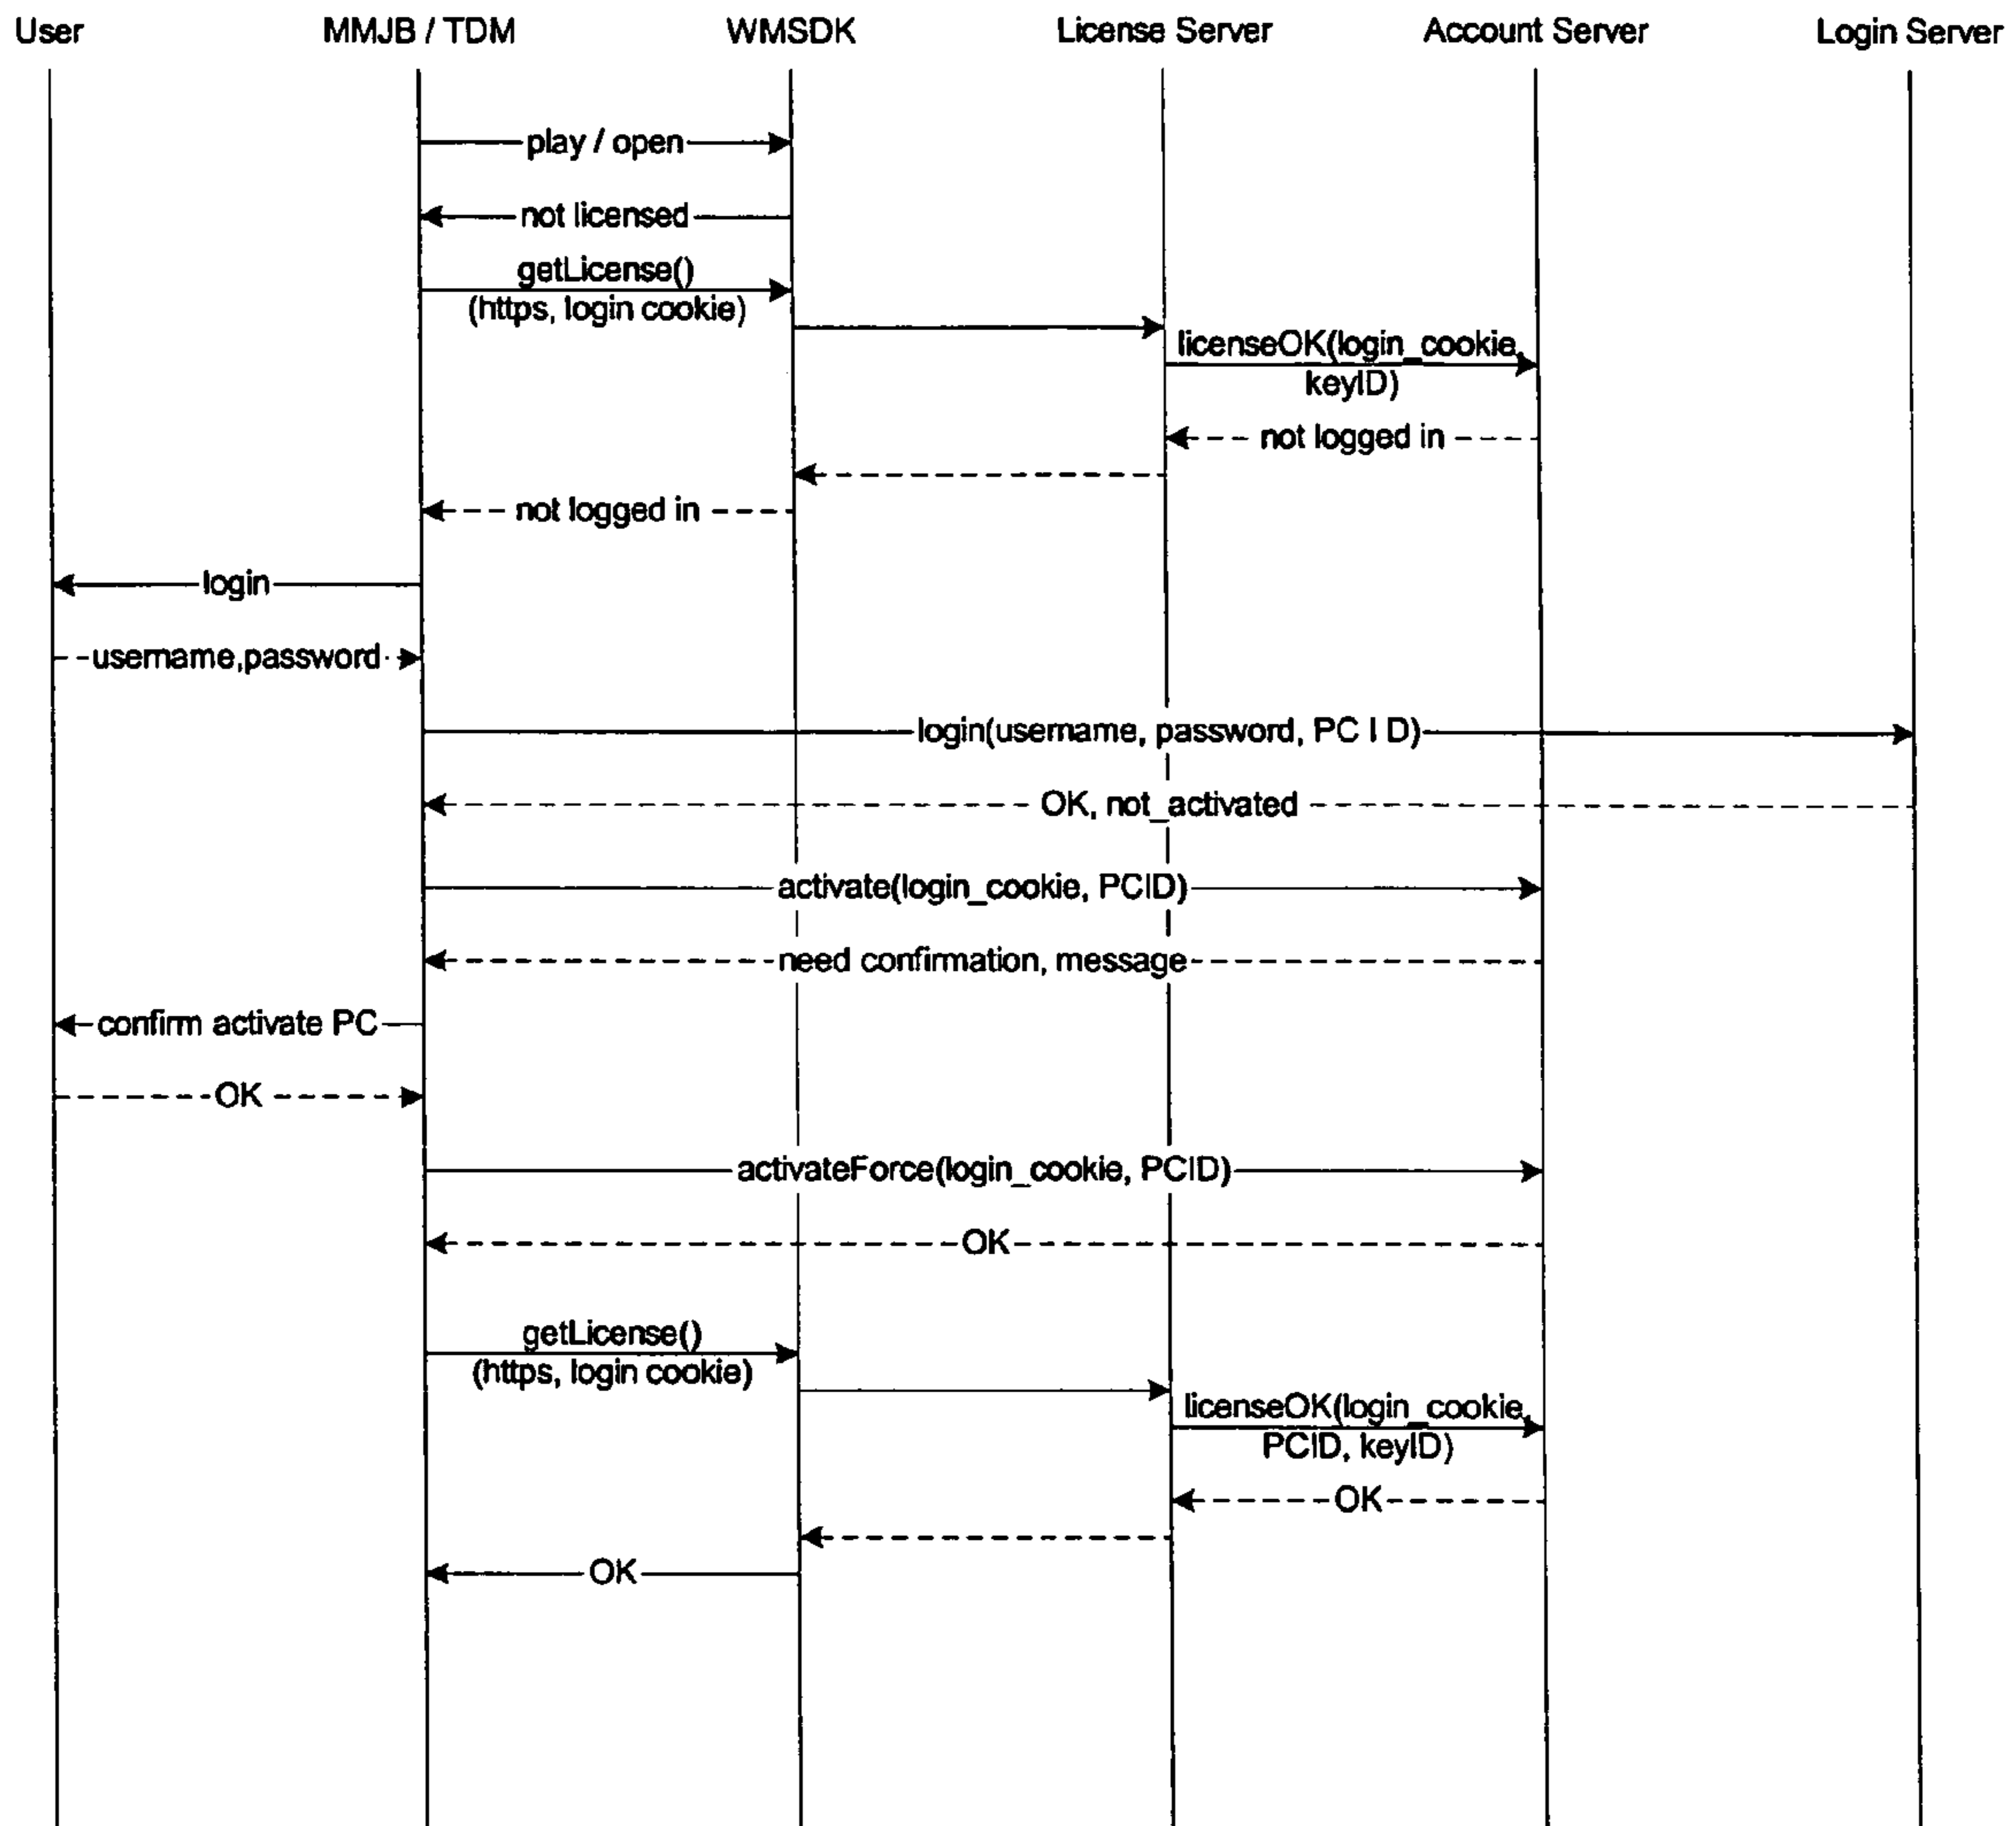 User
MMJB / TDM
WMSDK
License Server
Account Server
Login Server
play / open
not licensed
getLicense()
(https, login cookie)
licenseOK(login_cookie,
keyID)
not logged in
not logged in
login
username,password
login(username, password, PC I D)
OK, not_activated
activate(login_cookie, PCID)
need confirmation, message
confirm activate PC
OK
activateForce(login_cookie, PCID)
OK
getLicense()
(https, login cookie)
licenseOK(login_cookie,
PCID, keyID)
OK
OK